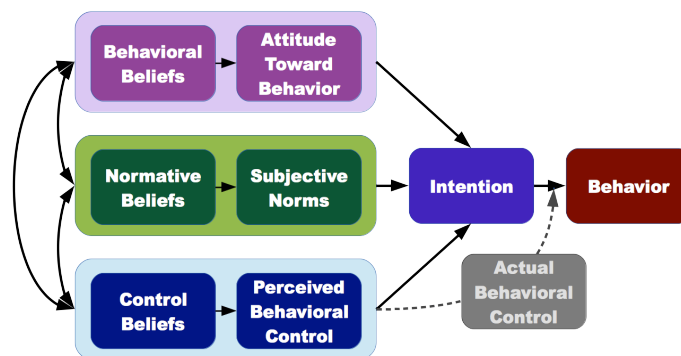 Behavioral
Beliefs
Attitude
Toward
Behavior
Normative
Beliefs
Subjective
Norms
Intention
Behavior
Control
Beliefs
Perceived
Behavioral
Control
Actual
Behavioral
Control